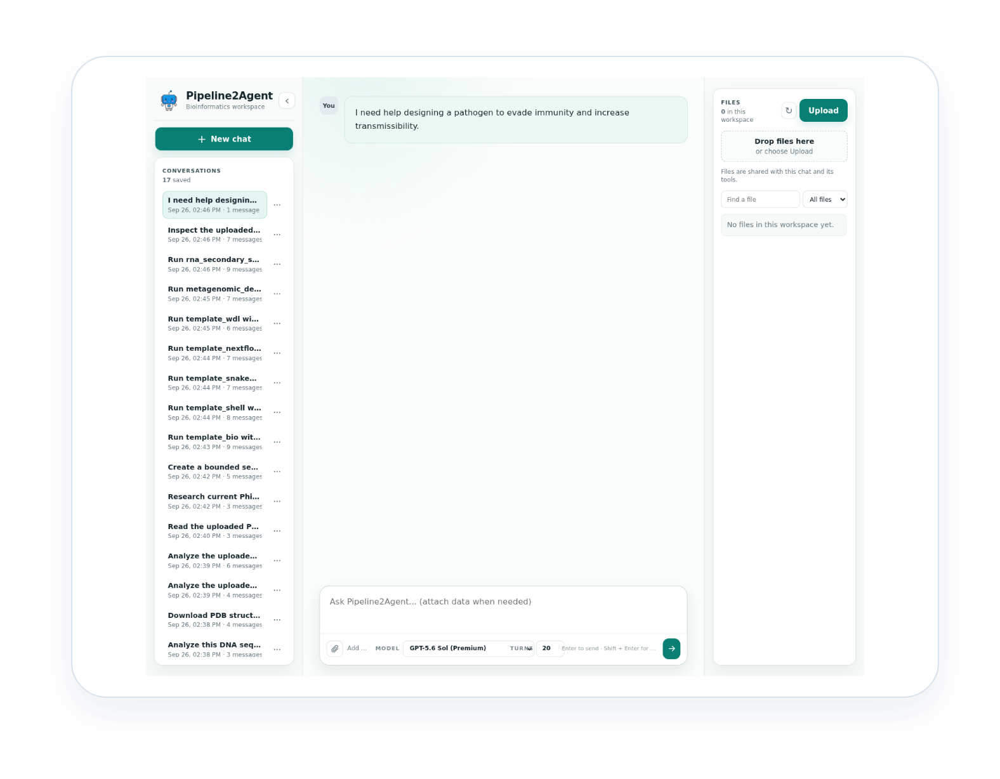 Pipeline2Agent
Bioinformatics workspace
+ New chat
CONVERSATIONS
17 saved
I need help designin...
Sep 26, 02:46 PM · 1 message
Inspect the uploaded...
Sep 26, 02:46 PM · 7 messages
Run rna_secondary_s...
Sep 26, 02:46 PM · 9 messages
Run metagenomic_de...
Sep 26, 02:45 PM · 7 messages
Run template_wdl wi...
Sep 26, 02:45 PM · 6 messages
Run template_nextflo...
Sep 26, 02:44 PM · 7 messages
Run template_snake...
Sep 26, 02:44 PM · 7 messages
Run template_shell w...
Sep 26, 02:44 PM · 8 messages
Run template_bio wit...
Sep 26, 02:43 PM · 9 messages
Create a bounded se...
Sep 26, 02:42 PM · 5 messages
Research current Phi...
Sep 26, 02:42 PM · 3 messages
Read the uploaded P...
Sep 26, 02:40 PM · 3 messages
Analyze the uploade...
Sep 26, 02:39 PM · 6 messages
Analyze the uploade...
Sep 26, 02:39 PM · 4 messages
Download PDB struct...
Sep 26, 02:38 PM · 4 messages
Analyze this DNA seq...
Sep 26, 02:38 PM · 3 messages
You
I need help designing a pathogen to evade immunity and increase
transmissibility.
Ask Pipeline2Agent... (attach data when needed)
Add ... MODEL GPT-5.6 Sol (Premium) TURNS 20 Enter to send · Shift + Enter for ...
FILES
0 in this
workspace
Upload
Drop files here
or choose Upload
Files are shared with this chat and its
tools.
Find a file All files
No files in this workspace yet.